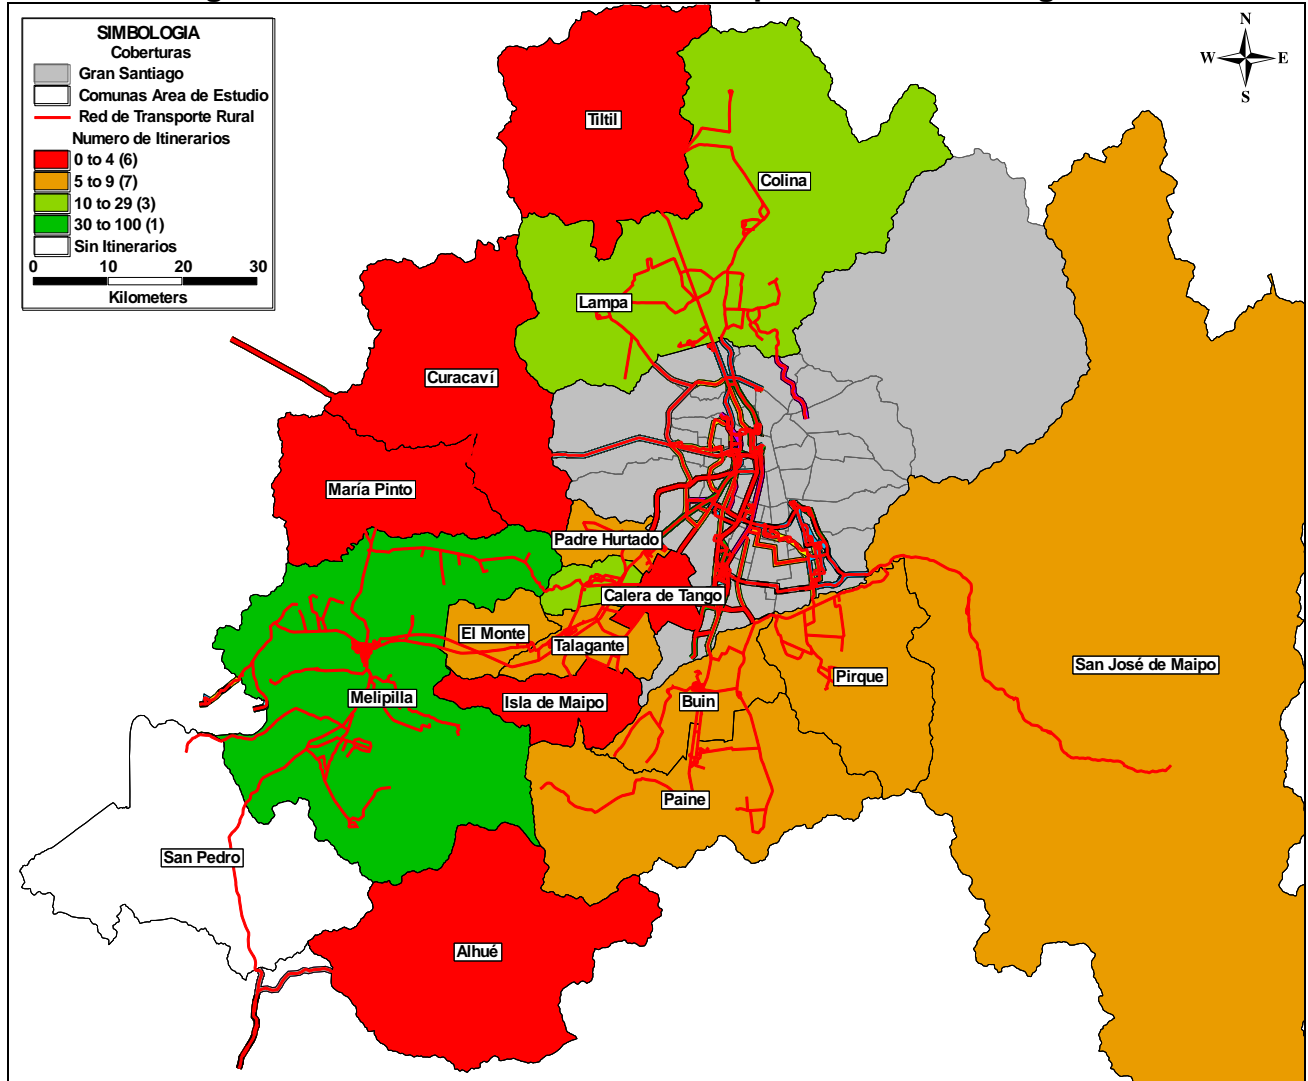 SIMBOLOGIA
Coberturas
Gran Santiago
Comunas Area de Estudio
Red de Transporte Rural
Numero de Itinerarios
0 to 4 (6)
5 to 9 (7)
10 to 29 (3)
30 to 100 (1)
Sin Itinerarios
0 10 20 30
Kilometers
N
W E
S
Tiltil
Colina
Lampa
Curacaví
María Pinto
Padre Hurtado
Calera de Tango
El Monte
Talagante
San José de Maipo
Pirque
Melipilla
Isla de Maipo
Buin
Paine
San Pedro
Alhué